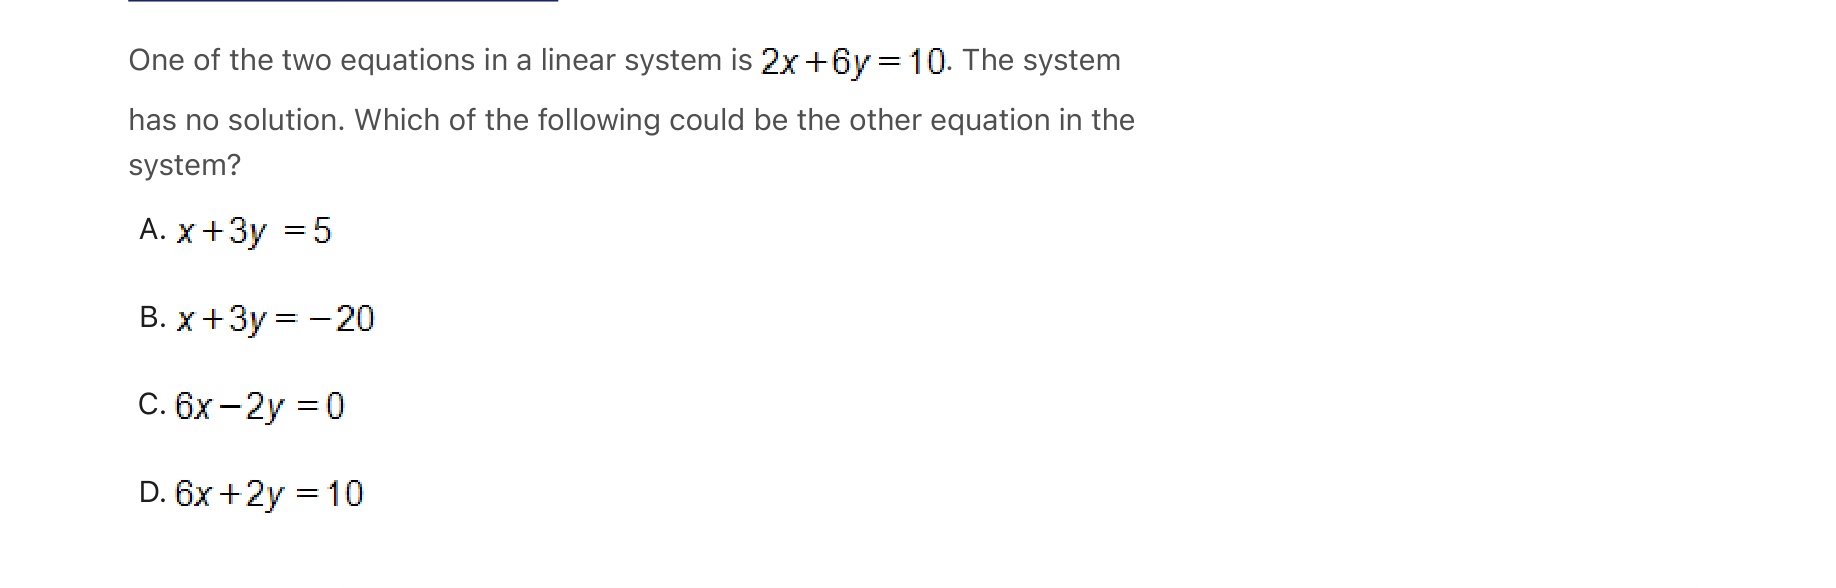 One of the two equations in a linear system is 2x+6y=10. The system
has no solution. Which of the following could be the other equation in the
system?
A. x+3y =5
B. x+3y=−20
C. 6x−2y =0
D. 6x+2y =10